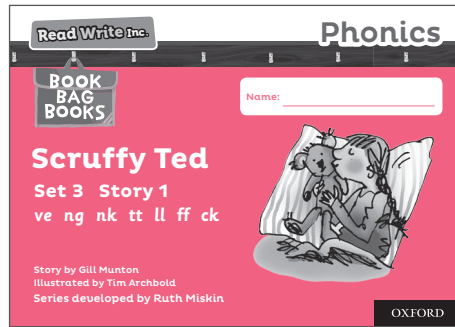 Read Write Inc.
Phonics
BOOK
BAG
BOOKS
Name:
Scruffy Ted
Set 3 Story 1
ve ng nk tt ll ff ck
Story by Gill Munton
Illustrated by Tim Archbold
Series developed by Ruth Miskin
OXFORD